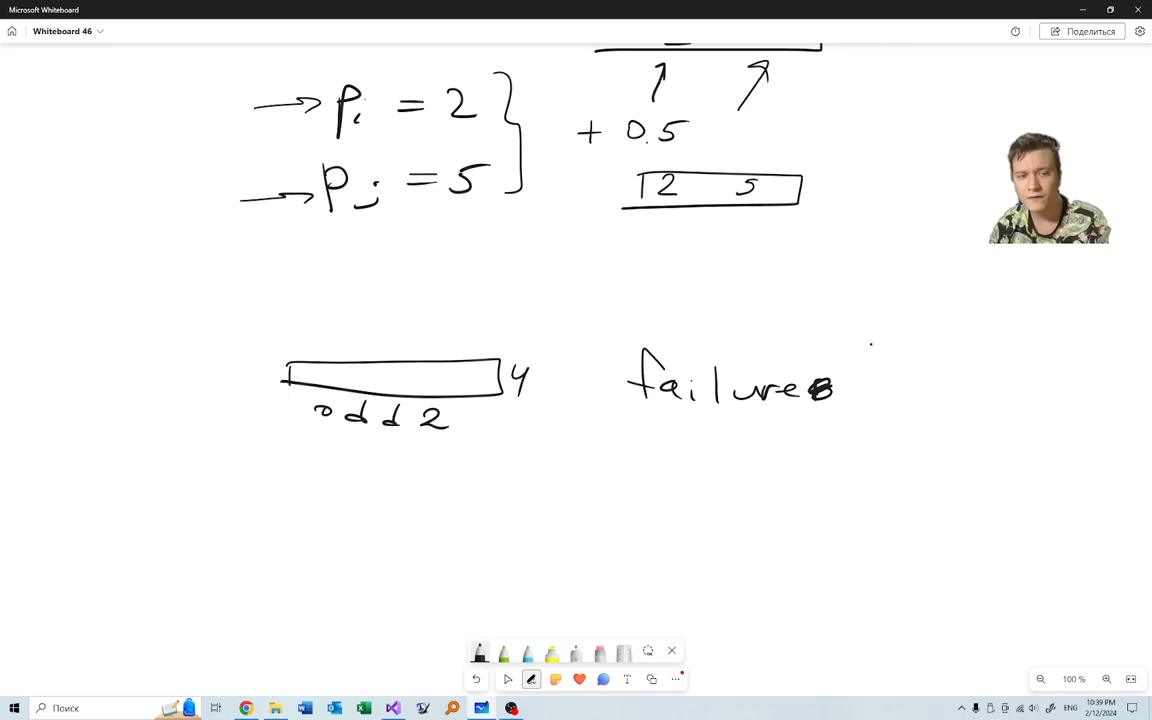 Microsoft Whiteboard
Whiteboard 46
Поделиться
Pi = 2
Pj = 5
+ 0.5
2 5
4
odd 2
failure
100 %
Поиск
ENG
10:39 PM
2/12/2024